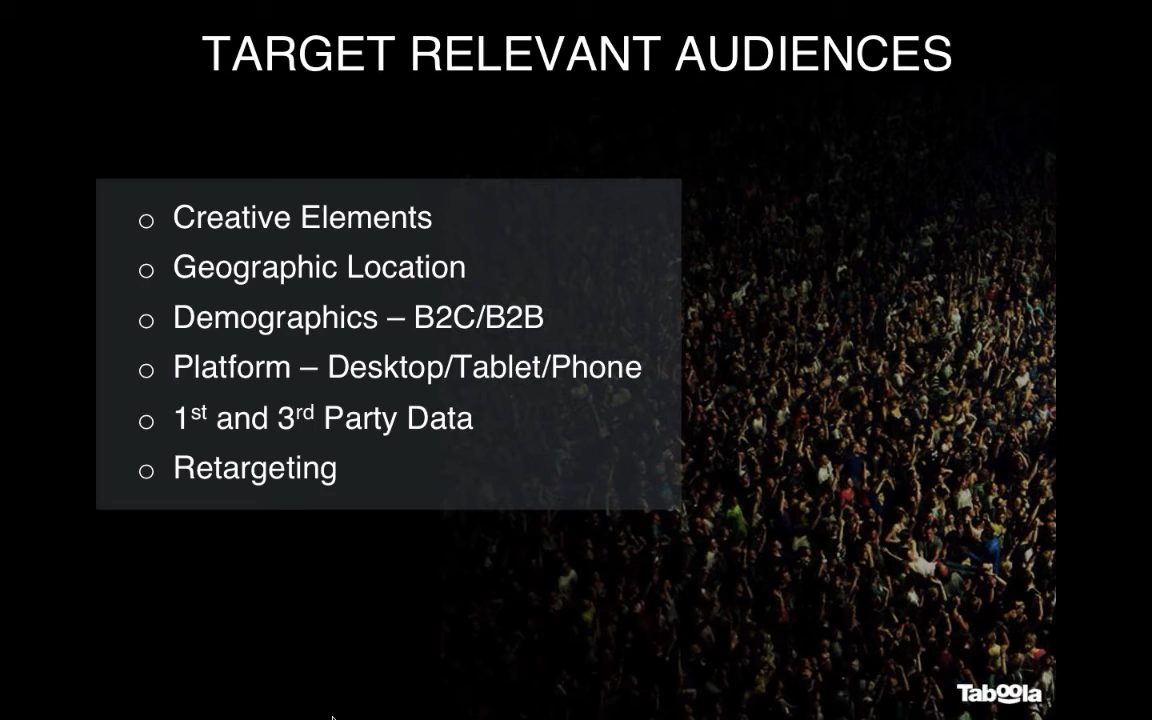 TARGET RELEVANT AUDIENCES
Creative Elements
Geographic Location
Demographics – B2C/B2B
Platform – Desktop/Tablet/Phone
1st and 3rd Party Data
Retargeting
Taboola